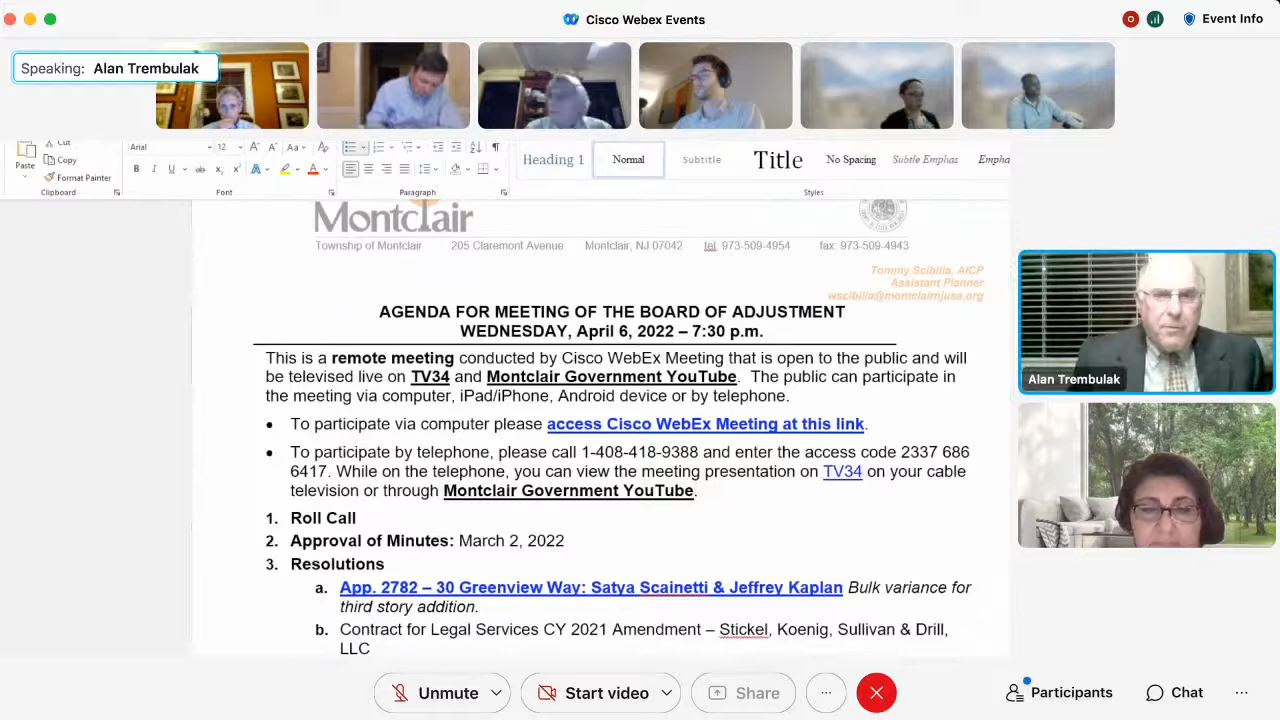 Cisco Webex Events
Event Info
Speaking: Alan Trembulak
Cut
Paste
Copy
Format Painter
Clipboard
Arial
12
Aa
B I U
Font
Paragraph
Heading 1
Normal
Subtitle
Title
No Spacing
Subtle Emphas
Empha
Styles
Montclair
Township of Montclair 205 Claremont Avenue Montclair, NJ 07042 tel: 973-509-4954 fax: 973-509-4943
Tommy Scibilia, AICP
Assistant Planner
wscibilia@montclairnjusa.org
AGENDA FOR MEETING OF THE BOARD OF ADJUSTMENT
WEDNESDAY, April 6, 2022 – 7:30 p.m.
This is a remote meeting conducted by Cisco WebEx Meeting that is open to the public and will
be televised live on TV34 and Montclair Government YouTube. The public can participate in
the meeting via computer, iPad/iPhone, Android device or by telephone.
• To participate via computer please access Cisco WebEx Meeting at this link.
• To participate by telephone, please call 1-408-418-9388 and enter the access code 2337 686
6417. While on the telephone, you can view the meeting presentation on TV34 on your cable
television or through Montclair Government YouTube.
1. Roll Call
2. Approval of Minutes: March 2, 2022
3. Resolutions
a. App. 2782 – 30 Greenview Way: Satya Scainetti & Jeffrey Kaplan Bulk variance for
third story addition.
b. Contract for Legal Services CY 2021 Amendment – Stickel, Koenig, Sullivan & Drill,
LLC
Alan Trembulak
Unmute
Start video
Share
Participants
Chat